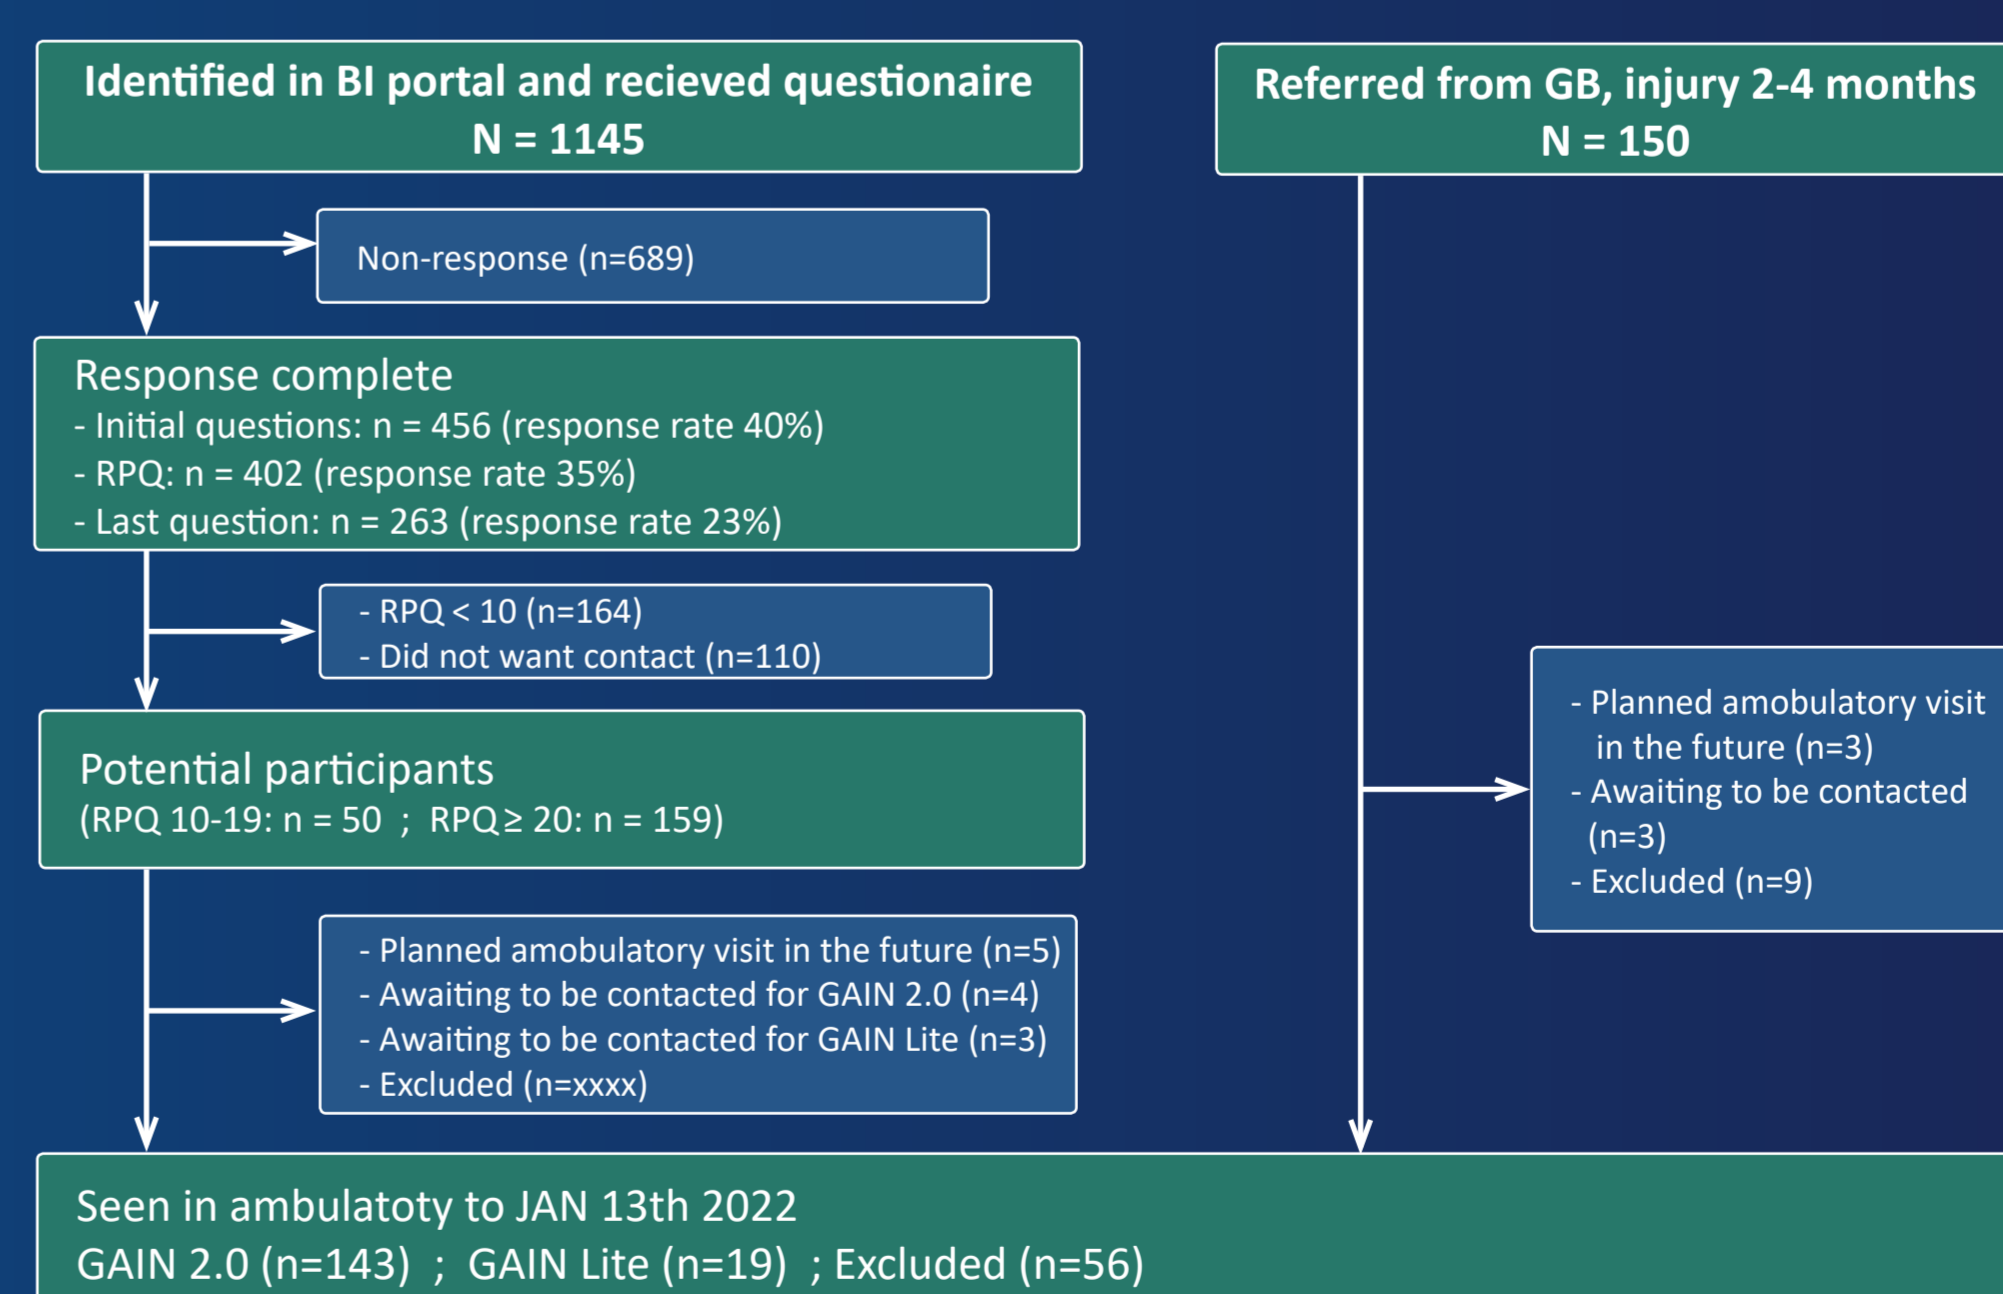 Identified in BI portal and recieved questionaire
N = 1145
Referred from GB, injury 2-4 months
N = 150
Non-response (n=689)
Response complete
- Initial questions: n = 456 (response rate 40%)
- RPQ: n = 402 (response rate 35%)
- Last question: n = 263 (response rate 23%)
- RPQ < 10 (n=164)
- Did not want contact (n=110)
Potential participants
(RPQ 10-19: n = 50 ; RPQ ≥ 20: n = 159)
- Planned amobulatory visit
in the future (n=3)
- Awaiting to be contacted
(n=3)
- Excluded (n=9)
- Planned amobulatory visit in the future (n=5)
- Awaiting to be contacted for GAIN 2.0 (n=4)
- Awaiting to be contacted for GAIN Lite (n=3)
- Excluded (n=xxxx)
Seen in ambulatoty to JAN 13th 2022
GAIN 2.0 (n=143) ; GAIN Lite (n=19) ; Excluded (n=56)